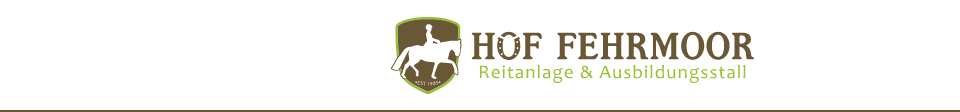 HOF FEHRMOOR
Reitanlage & Ausbildungsstall